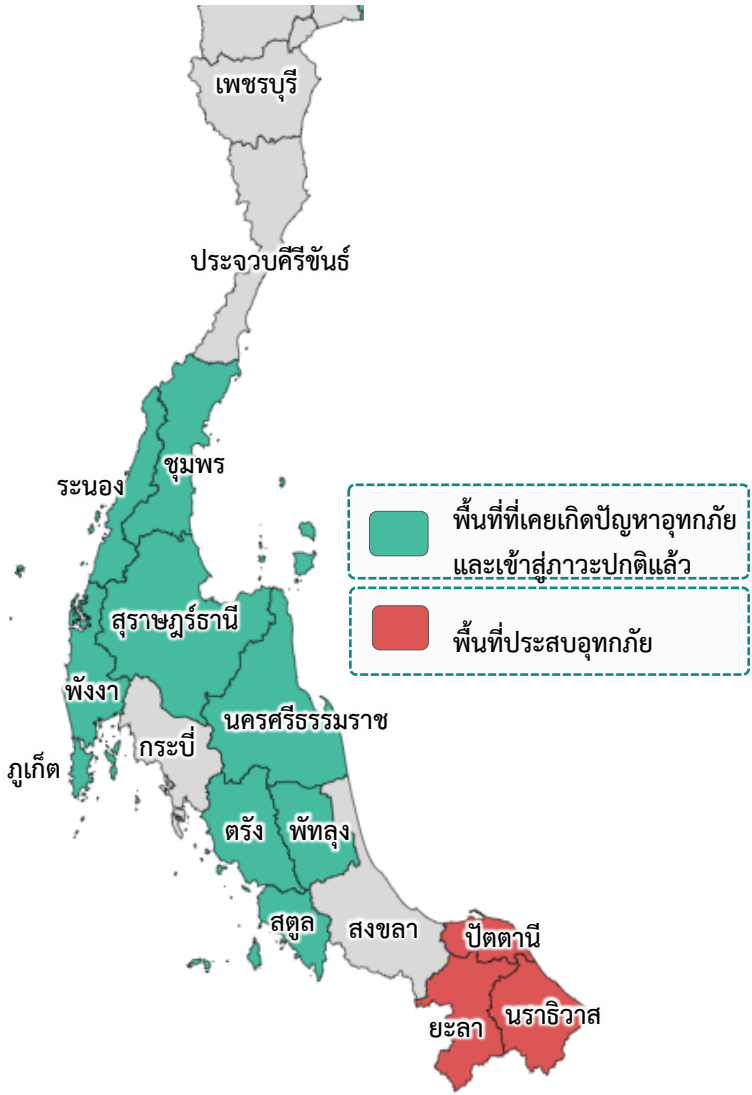 เพชรบุรี
ประจวบคีรีขันธ์
ชุมพร
ระนอง
พื้นที่ที่เคยเกิดปัญหาอุทกภัย
และเข้าสู่ภาวะปกติแล้ว
สุราษฎร์ธานี
พื้นที่ประสบอุทกภัย
พังงา
นครศรีธรรมราช
กระบี่
ภูเก็ต
ตรัง
พัทลุง
สตูล
สงขลา
ปัตตานี
นราธิวาส
ยะลา